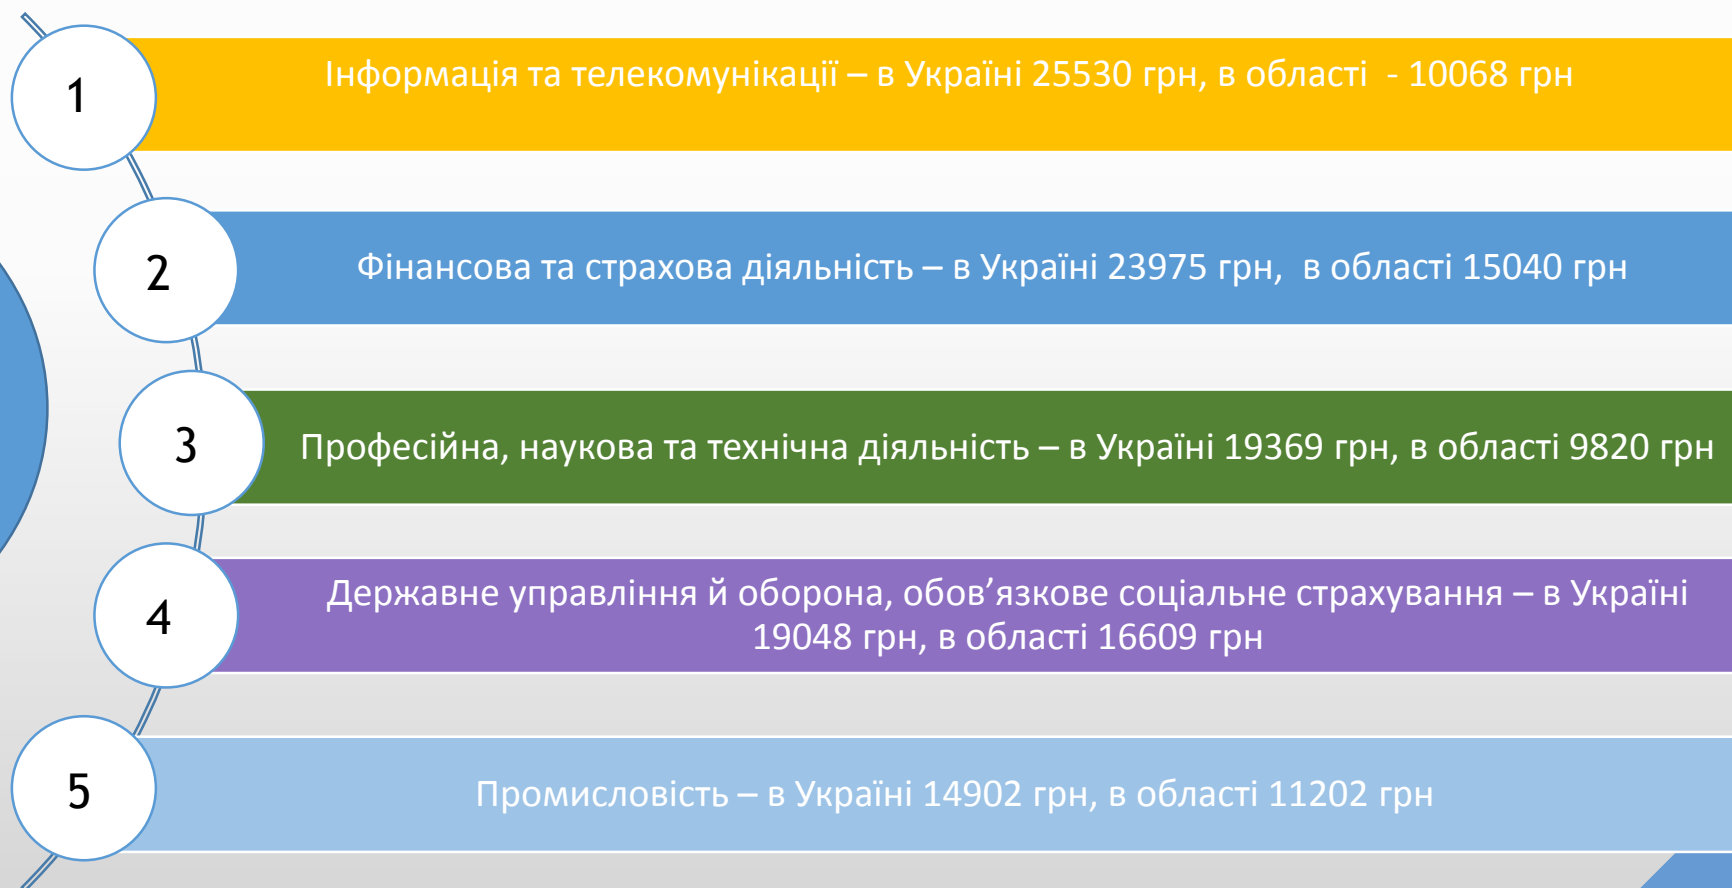 1
Інформація та телекомунікації – в Україні 25530 грн, в області - 10068 грн
2
Фінансова та страхова діяльність – в Україні 23975 грн, в області 15040 грн
3
Професійна, наукова та технічна діяльність – в Україні 19369 грн, в області 9820 грн
4
Державне управління й оборона, обов’язкове соціальне страхування – в Україні
19048 грн, в області 16609 грн
5
Промисловість – в Україні 14902 грн, в області 11202 грн